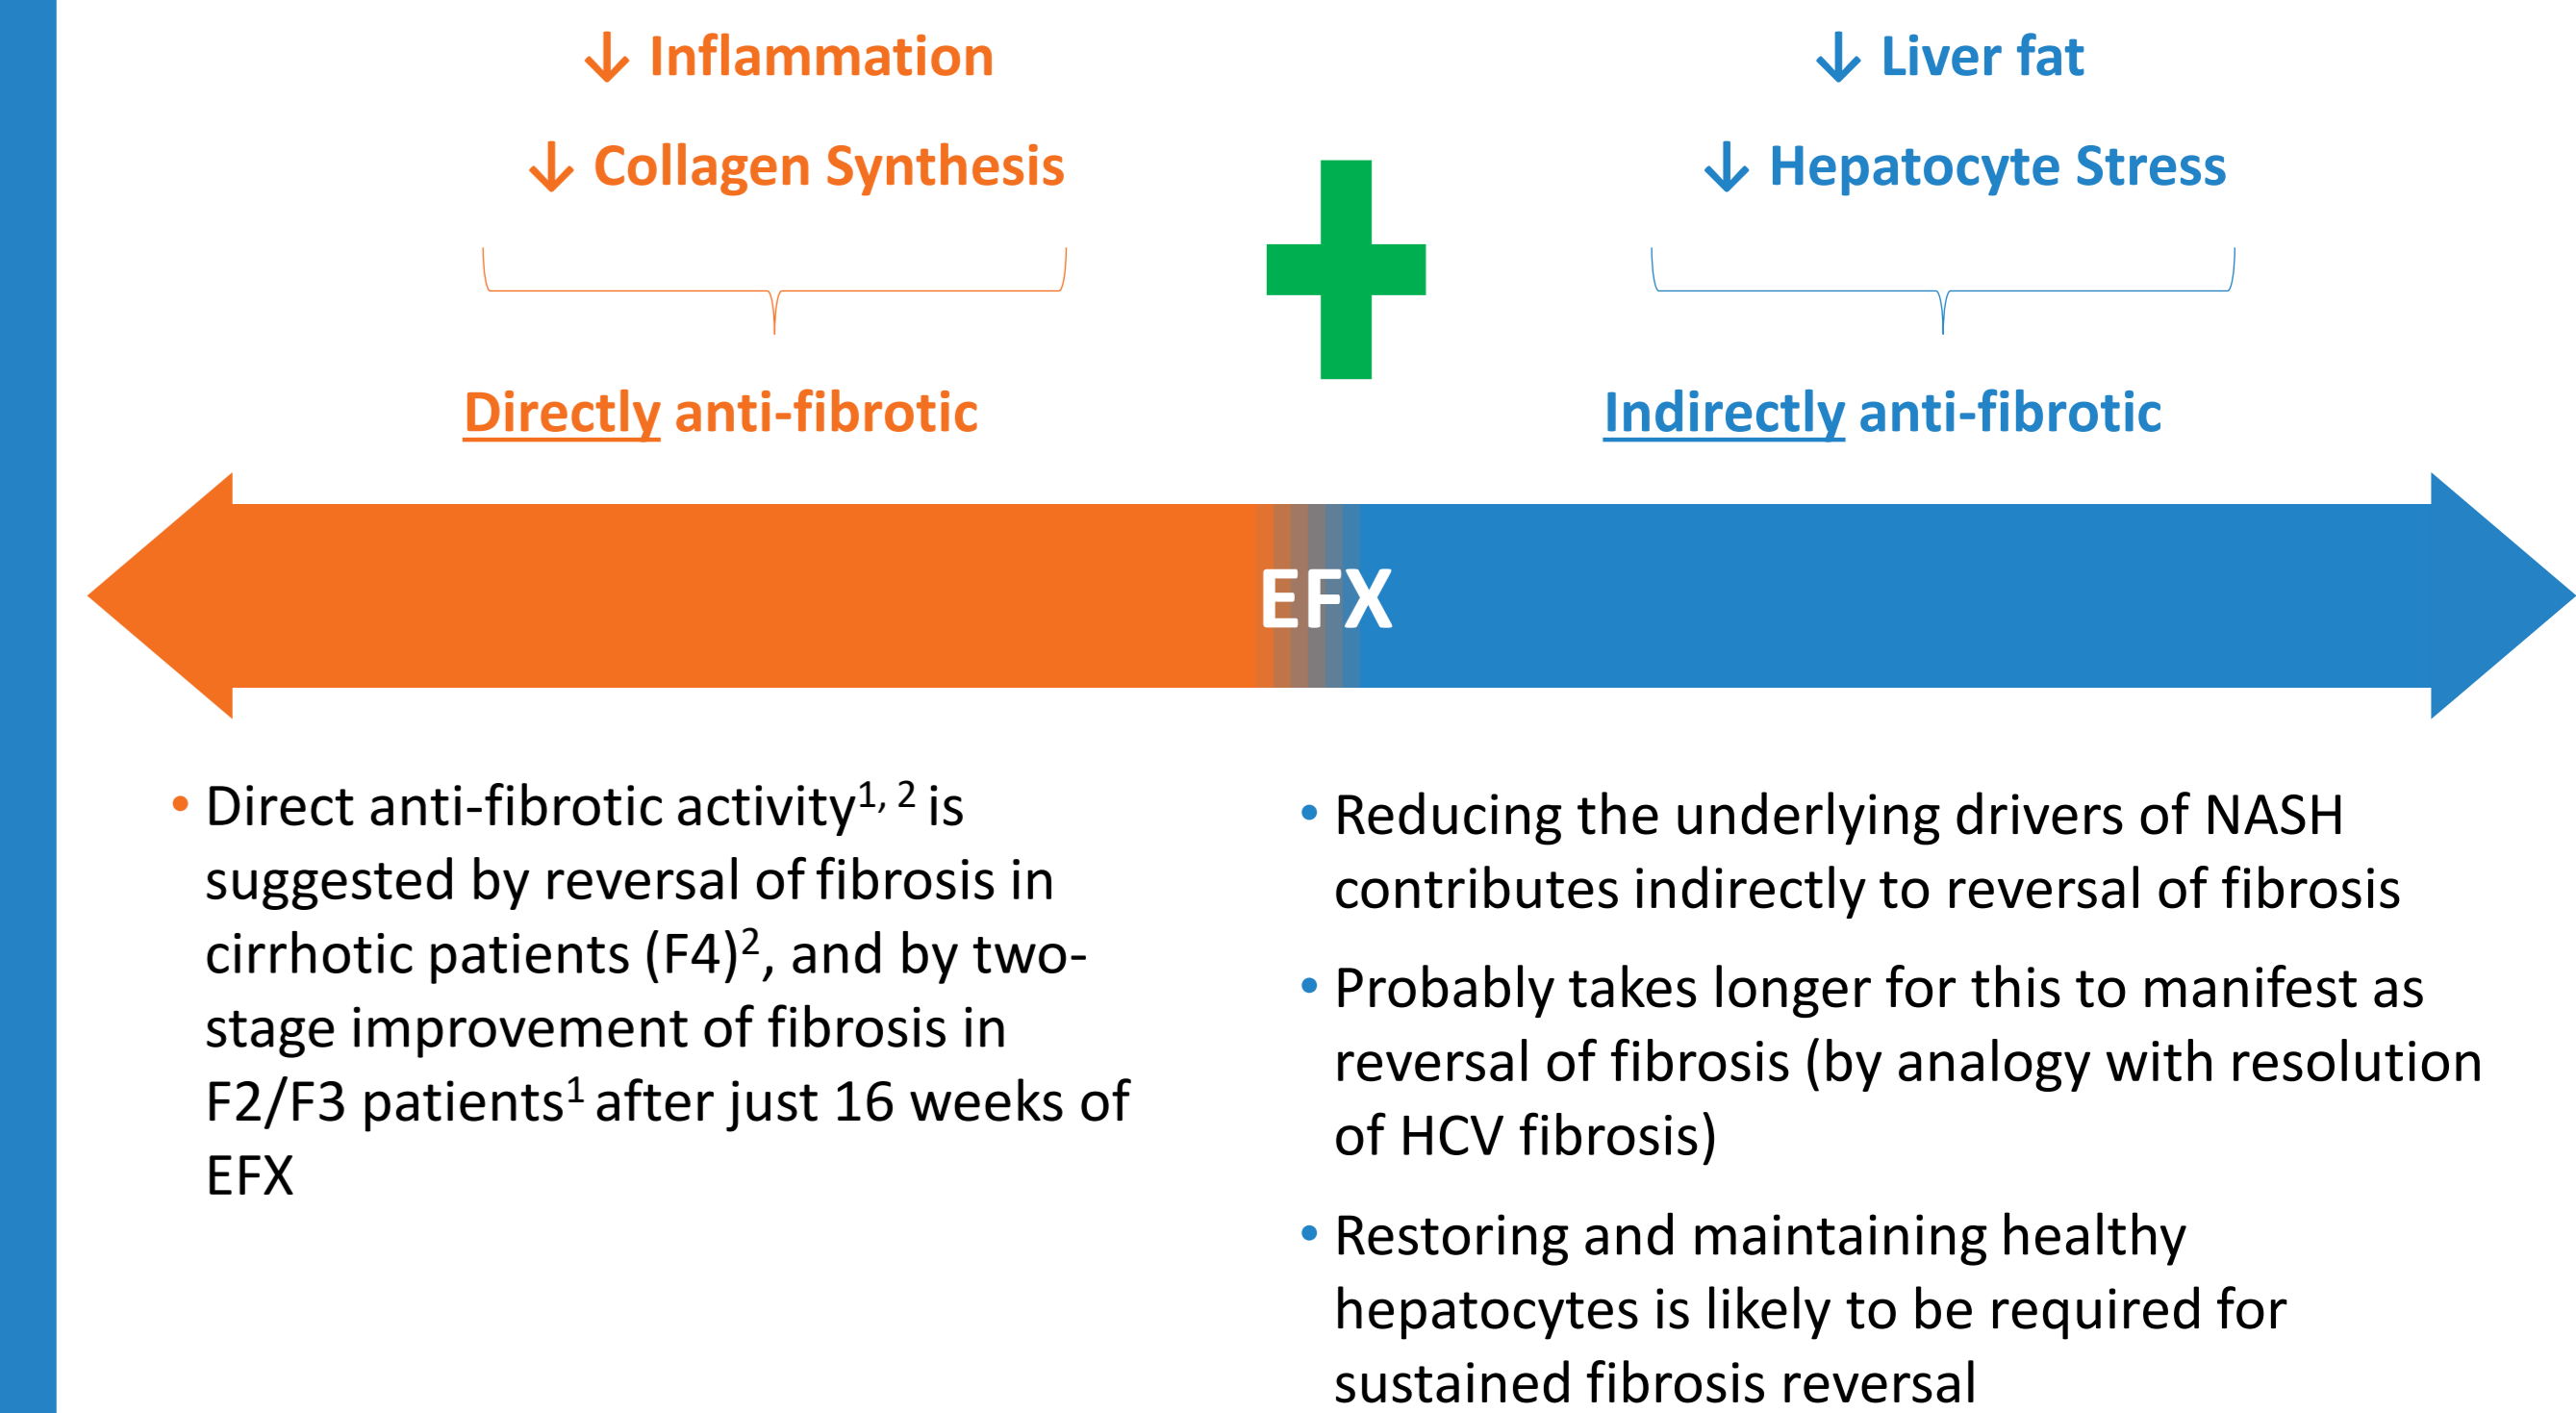 ↓ Inflammation
↓ Collagen Synthesis
Directly anti-fibrotic
↓ Liver fat
↓ Hepatocyte Stress
Indirectly anti-fibrotic
EFX
• Direct anti-fibrotic activity¹, ² is
suggested by reversal of fibrosis in
cirrhotic patients (F4)², and by two-
stage improvement of fibrosis in
F2/F3 patients¹ after just 16 weeks of
EFX
• Reducing the underlying drivers of NASH
contributes indirectly to reversal of fibrosis
• Probably takes longer for this to manifest as
reversal of fibrosis (by analogy with resolution
of HCV fibrosis)
• Restoring and maintaining healthy
hepatocytes is likely to be required for
sustained fibrosis reversal